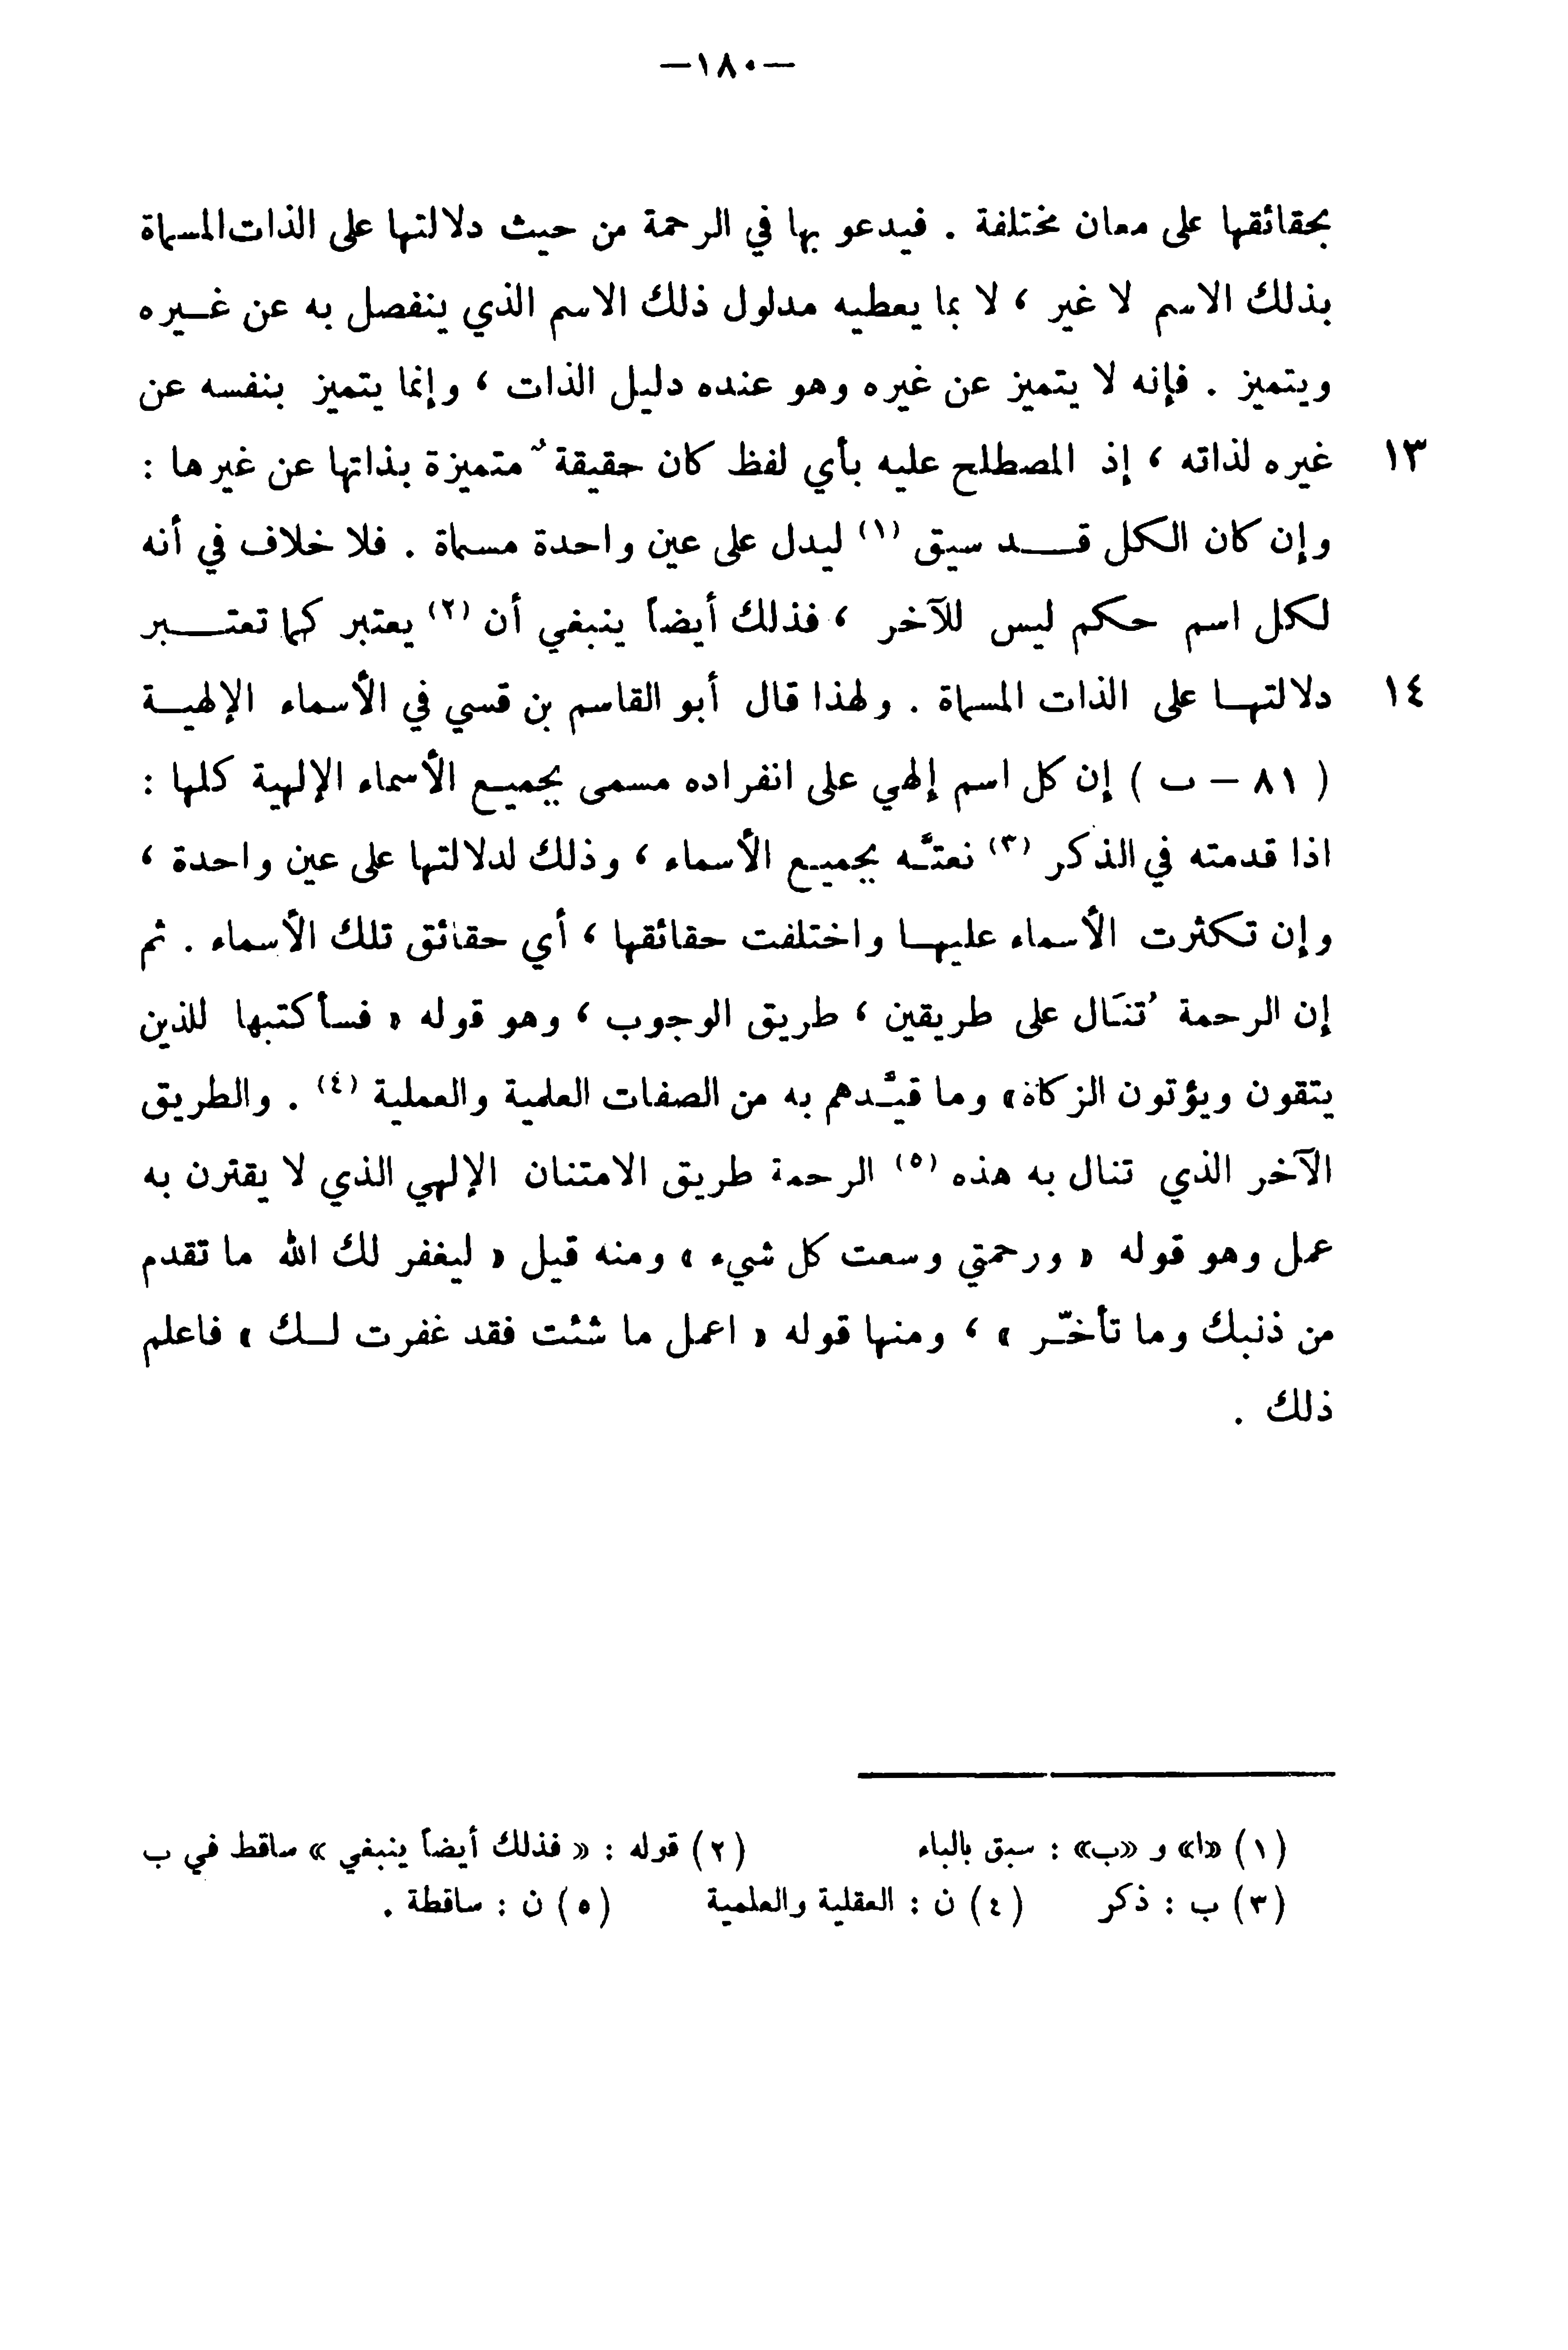 —١٨٠—
بحقائقها على معان مختلفة . فيدعو بها في الرحمة من حيث دلالتها على الذات المسماة
بذلك الاسم لا غير ، لا بما يعطيه مدلول ذلك الاسم الذي ينفصل به عن غيره
ويتميز . فإنه لا يتميز عن غيره وهو عنده دليل الذات ، وإنما يتميز بنفسه عن
١٣ غيره لذاته ، إذ المصطلح عليه بأي لفظ كان حقيقةٌ متميزة بذاتها عن غيرها :
وإن كان الكل قد سيق (١) ليدل على عين واحدة مسماة . فلا خلاف في أنه
لكل اسم حكم ليس للآخر ، فذلك أيضاً ينبغي أن (٢) يعتبر كما تعتبر
١٤ دلالتها على الذات المسماة . ولهذا قال أبو القاسم بن قسي في الأسماء الإلهية
( ٨١ – ب ) إن كل اسم إلهي على انفراده مسمى بجميع الأسماء الإلهية كلها :
اذا قدمته في الذكر (٣) نعتَّه بجميع الأسماء ، وذلك لدلالتها على عين واحدة ،
وإن تكثرت الأسماء عليها واختلفت حقائقها ، أي حقائق تلك الأسماء . ثم
إن الرحمة تُنَال على طريقين ، طريق الوجوب ، وهو قوله « فسأكتبها للذين
يتقون ويؤتون الزكاة» وما قيَّدهم به من الصفات العلمية والعملية (٤) . والطريق
الآخر الذي تنال به هذه (٥) الرحمة طريق الامتنان الإلهي الذي لا يقترن به
عمل وهو قوله « ورحمتي وسعت كل شيء » ومنه قيل « ليغفر لك الله ما تقدم
من ذنبك وما تأخّر » ، ومنها قوله « اعمل ما شئت فقد غفرت لك » فاعلم
ذلك .
(١) «ا» و «ب» : سبق بالباء (٢) قوله : « فذلك أيضاً ينبغي » ساقط في ب
(٣) ب : ذكر (٤) ن : العقلية والعلمية (٥) ن : ساقطة .